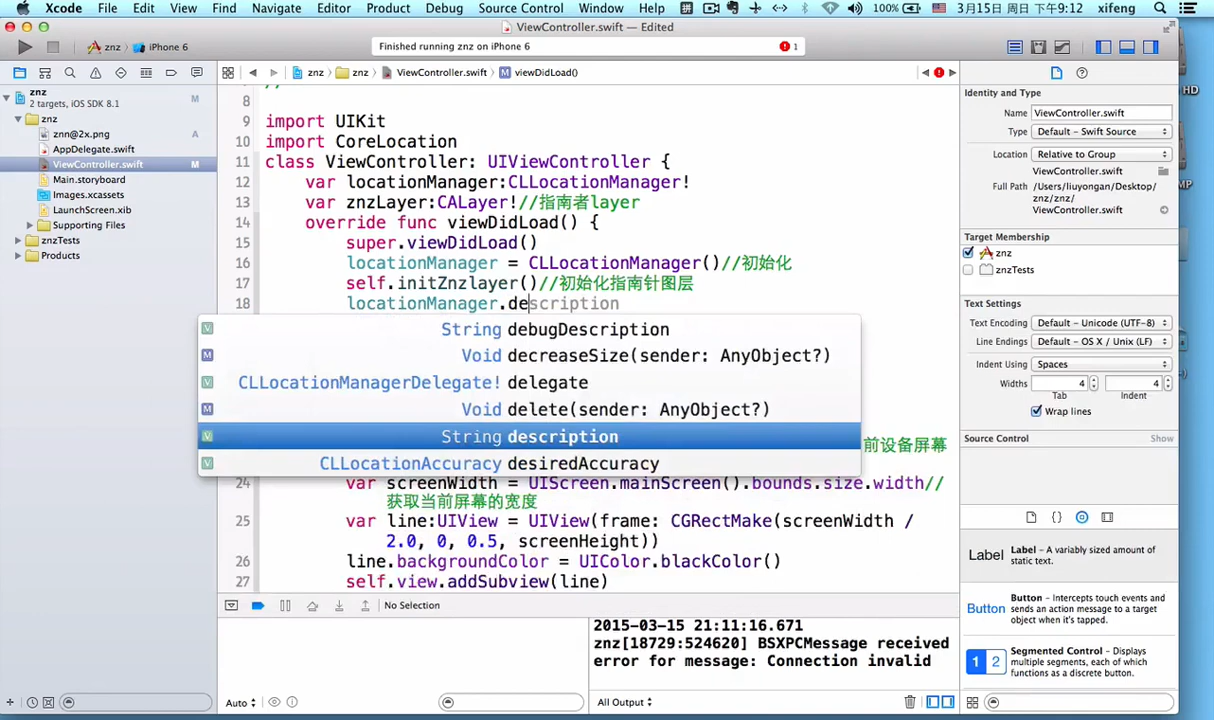 Xcode File Edit View Find Navigate Editor Product Debug Source Control Window Help 100% 3月15日 周日 下午9:12 xifeng
ViewController.swift — Edited
znz iPhone 6
Finished running znz on iPhone 6
1
znz znz ViewController.swift viewDidLoad()
znz
2 targets, iOS SDK 8.1
M
znz
znn@2x.png A
AppDelegate.swift
ViewController.swift M
Main.storyboard
Images.xcassets
LaunchScreen.xib
Supporting Files
znzTests
Products
//
8
9 import UIKit
10 import CoreLocation
11 class ViewController: UIViewController {
12 var locationManager:CLLocationManager!
13 var znzLayer:CALayer!//指南者layer
14 override func viewDidLoad() {
15 super.viewDidLoad()
16 locationManager = CLLocationManager()//初始化
17 self.initZnzlayer()//初始化指南针图层
18 locationManager.description
String debugDescription
Void decreaseSize(sender: AnyObject?)
CLLocationManagerDelegate! delegate
Void delete(sender: AnyObject?)
String description
CLLocationAccuracy desiredAccuracy
前设备屏幕
24 var screenWidth = UIScreen.mainScreen().bounds.size.width//
获取当前屏幕的宽度
25 var line:UIView = UIView(frame: CGRectMake(screenWidth /
2.0, 0, 0.5, screenHeight))
26 line.backgroundColor = UIColor.blackColor()
27 self.view.addSubview(line)
No Selection
2015-03-15 21:11:16.671
znz[18729:524620] BSXPCMessage received
error for message: Connection invalid
Auto
All Output
Identity and Type
Name ViewController.swift
Type Default - Swift Source
Location Relative to Group
ViewController.swift
Full Path /Users/liuyongan/Desktop/
znz/znz/
ViewController.swift
Target Membership
znz
znzTests
Text Settings
Text Encoding Default - Unicode (UTF-8)
Line Endings Default - OS X / Unix (LF)
Indent Using Spaces
Widths 4 4
Tab Indent
Wrap lines
Source Control Show
Label Label - A variably sized amount of
static text.
Button Button - Intercepts touch events and
sends an action message to a target
object when it's tapped.
1 2 Segmented Control - Displays
multiple segments, each of which
functions as a discrete button.
HD